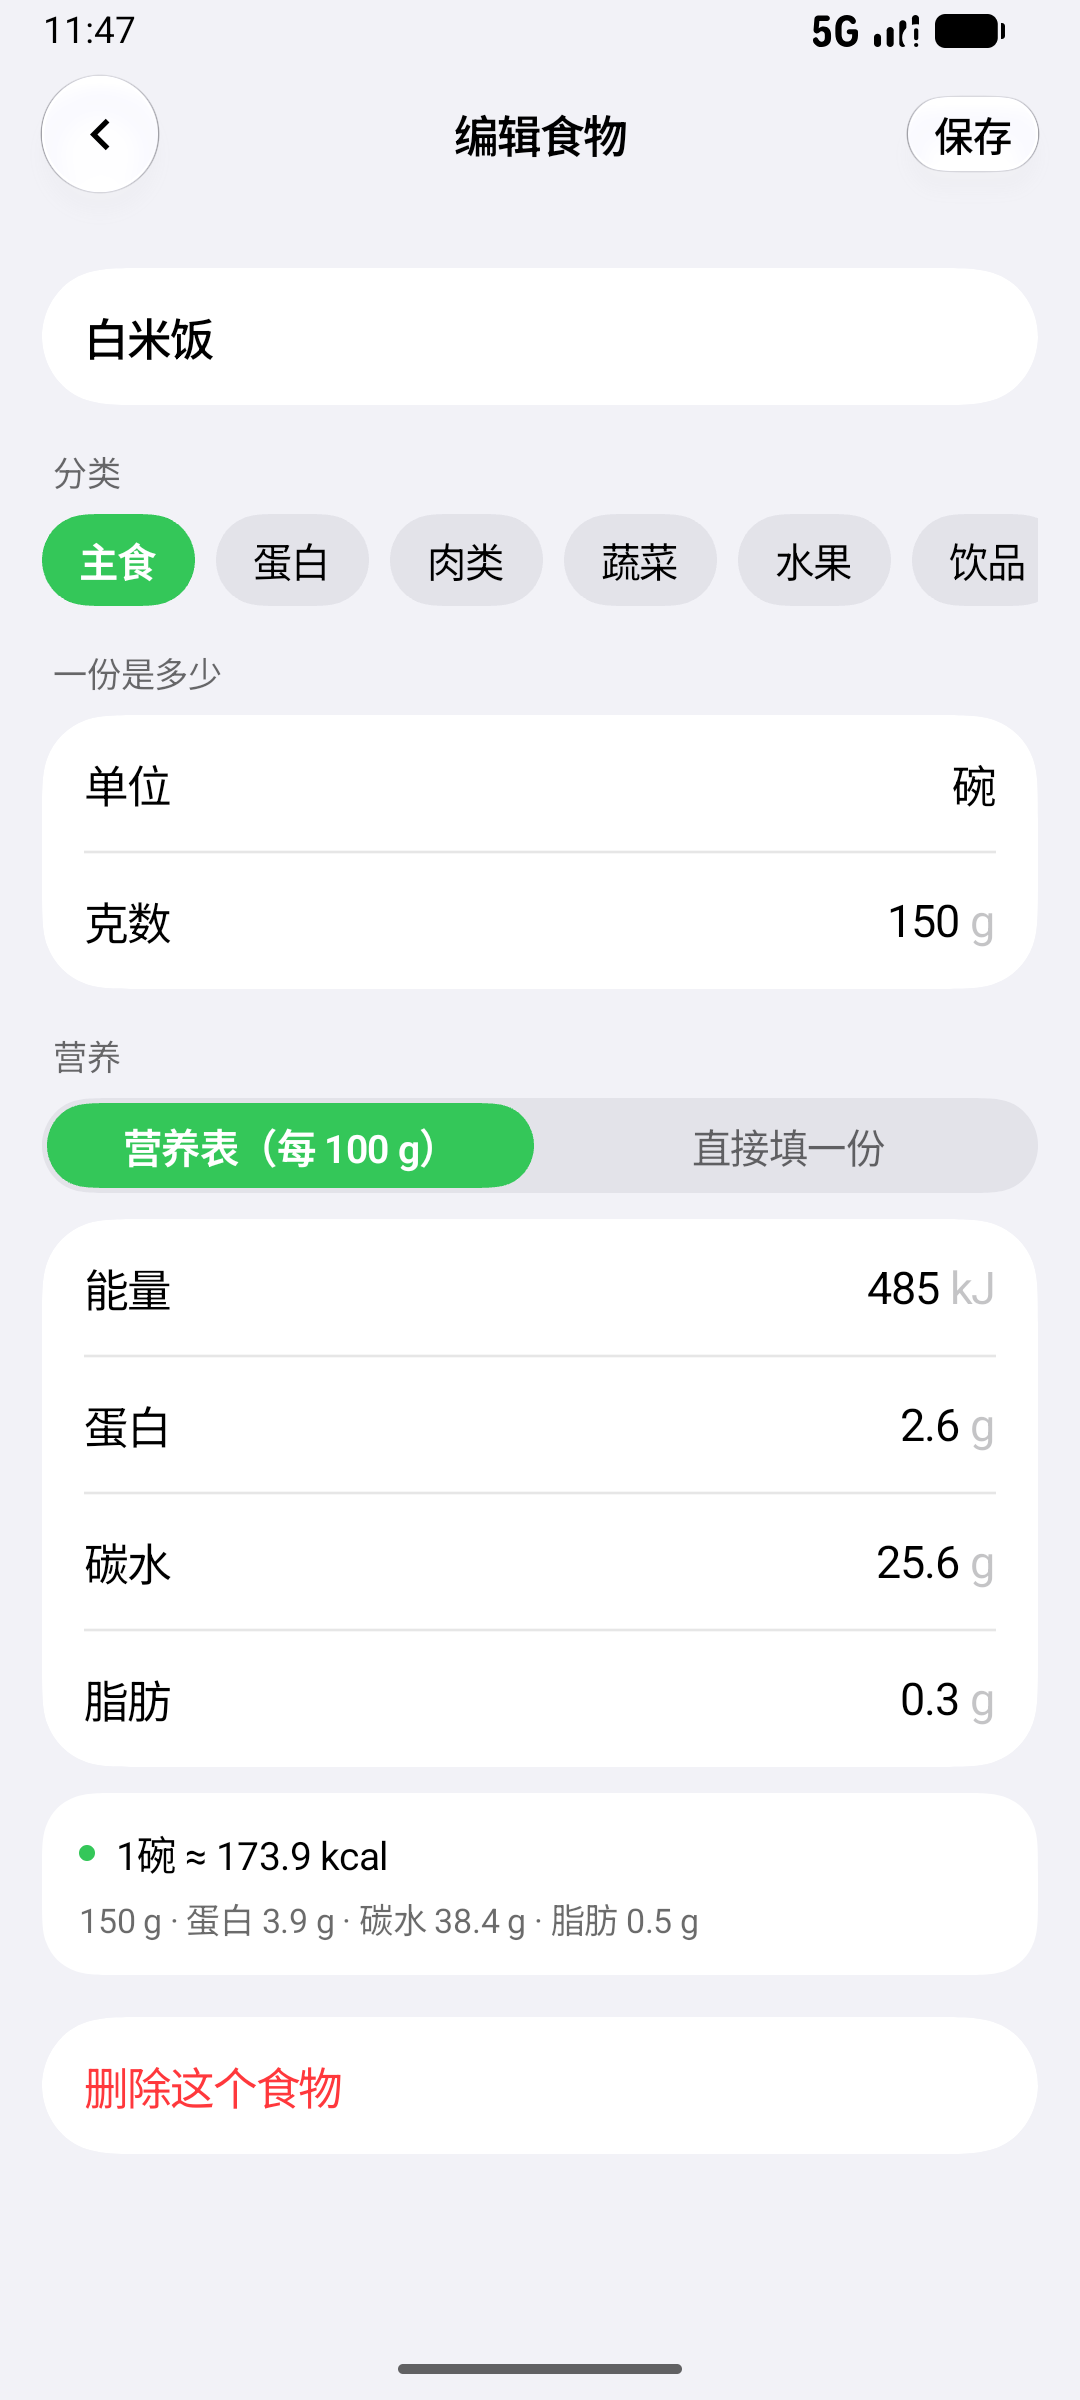 11:47
5G
编辑食物
保存
白米饭
分类
主食 蛋白 肉类 蔬菜 水果 饮品
一份是多少
单位 碗
克数 150 g
营养
营养表（每 100 g） 直接填一份
能量 485 kJ
蛋白 2.6 g
碳水 25.6 g
脂肪 0.3 g
1碗 ≈ 173.9 kcal
150 g · 蛋白 3.9 g · 碳水 38.4 g · 脂肪 0.5 g
删除这个食物